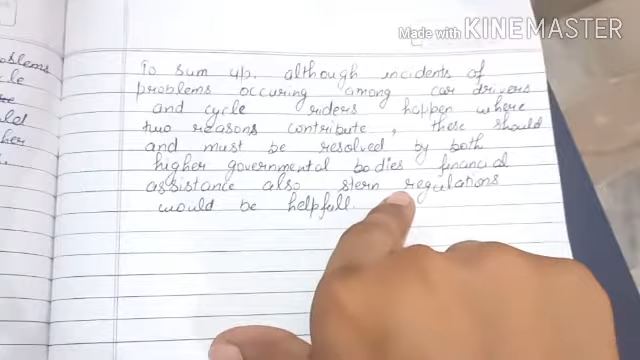 Made with KINEMASTER
oblems
To sum up, although incidents of
problems occuring among car drivers
and cycle riders happen where
two reasons contribute, these should
and must be resolved by both
higher governmental bodies financial
assistance also stern regulations
would be helpfull.